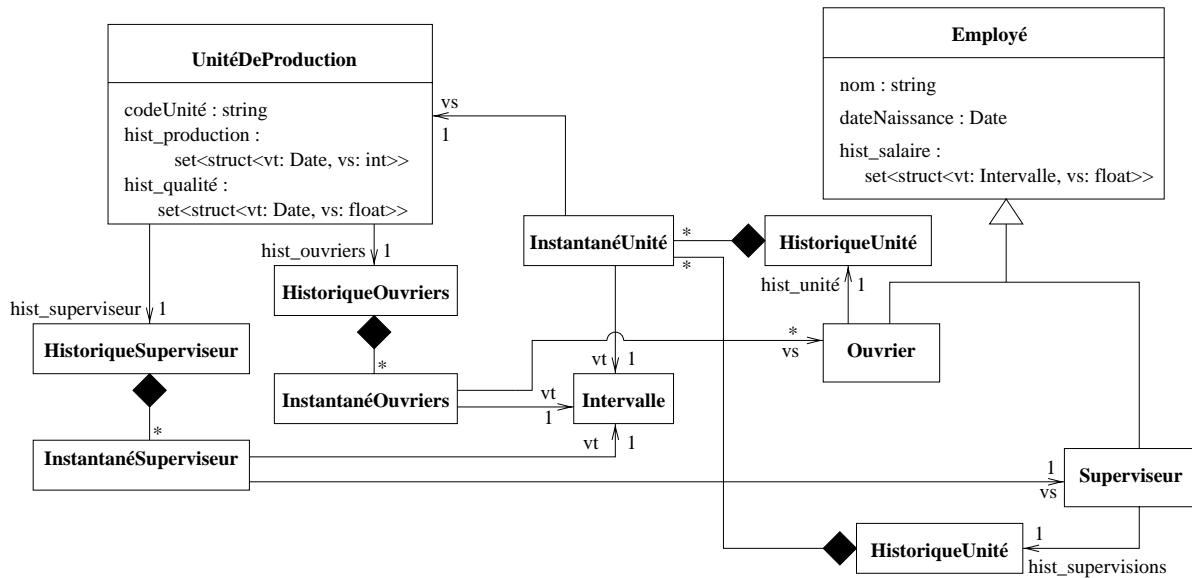 UnitéDeProduction
codeUnité : string
hist_production :
set<struct<vt: Date, vs: int>>
hist_qualité :
set<struct<vt: Date, vs: float>>
Employé
nom : string
dateNaissance : Date
hist_salaire :
set<struct<vt: Intervalle, vs: float>>
vs
1
InstantanéUnité
*
*
HistoriqueUnité
hist_unité
1
hist_ouvriers
1
HistoriqueOuvriers
*
hist_superviseur
1
HistoriqueSuperviseur
*
InstantanéOuvriers
vt
1
vt
1
Intervalle
*
vs
Ouvrier
InstantanéSuperviseur
vt
1
1
vs
Superviseur
HistoriqueUnité
1
hist_supervisions